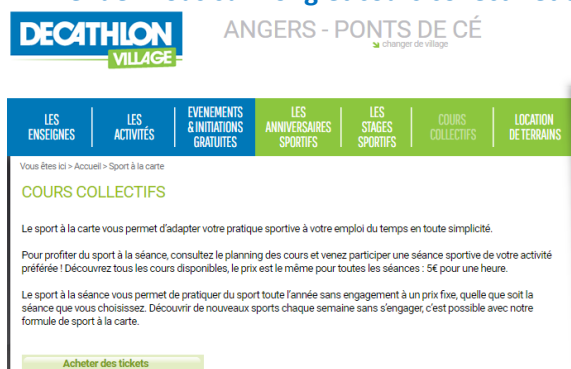 DECATHLON
VILLAGE
ANGERS - PONTS DE CÉ
changer de village
LES ENSEIGNES
LES ACTIVITÉS
EVENEMENTS & INITIATIONS GRATUITES
LES ANNIVERSAIRES SPORTIFS
LES STAGES SPORTIFS
COURS COLLECTIFS
LOCATION DE TERRAINS
Vous êtes ici > Accueil > Sport à la carte
COURS COLLECTIFS
Le sport à la carte vous permet d'adapter votre pratique sportive à votre emploi du temps en toute simplicité.
Pour profiter du sport à la séance, consultez le planning des cours et venez participer une séance sportive de votre activité
préférée ! Découvrez tous les cours disponibles, le prix est le même pour toutes les séances : 5€ pour une heure.
Le sport à la séance vous permet de pratiquer du sport toute l'année sans engagement à un prix fixe, quelle que soit la
séance que vous choisissez. Découvrir de nouveaux sports chaque semaine sans s'engager, c'est possible avec notre
formule de sport à la carte.
Acheter des tickets